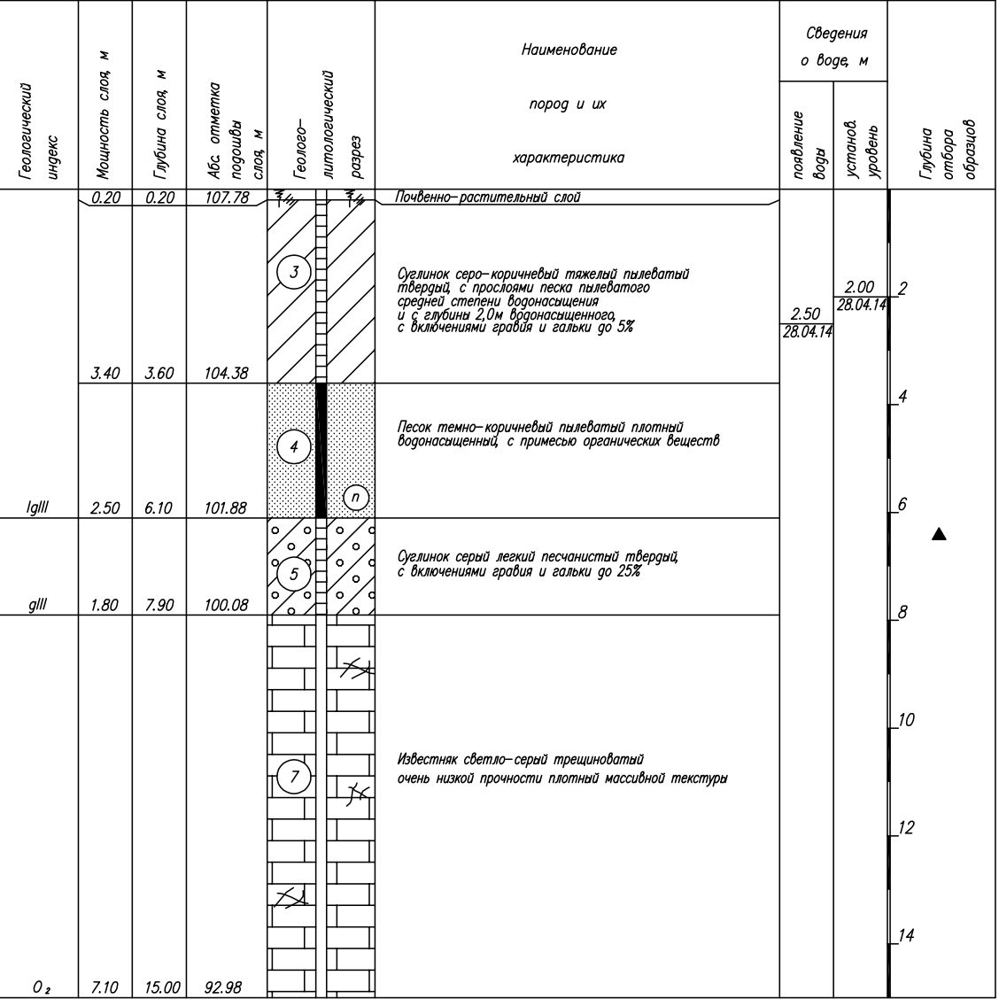 Геологический
индекс
Мощность слоя, м
Глубина слоя, м
Абс. отметка
подошвы
слоя, м
Геолого-
литологический
разрез
Наименование
пород и их
характеристика
Сведения
о воде, м
появление
воды
установ.
уровень
Глубина
отбора
образцов
0.20 0.20 107.78 Почвенно-растительный слой
3
Суглинок серо-коричневый тяжелый пылеватый
твердый, с прослоями песка пылеватого
средней степени водонасыщения
и с глубины 2,0м водонасыщенного,
с включениями гравия и гальки до 5%
2.00
28.04.14
2
2.50
28.04.14
3.40 3.60 104.38
4
4
Песок темно-коричневый пылеватый плотный
водонасыщенный, с примесью органических веществ
п
lgIII 2.50 6.10 101.88
6
5
Суглинок серый легкий песчанистый твердый,
с включениями гравия и гальки до 25%
gIII 1.80 7.90 100.08
8
10
7
Известняк светло-серый трещиноватый
очень низкой прочности плотный массивной текстуры
12
14
O₂ 7.10 15.00 92.98